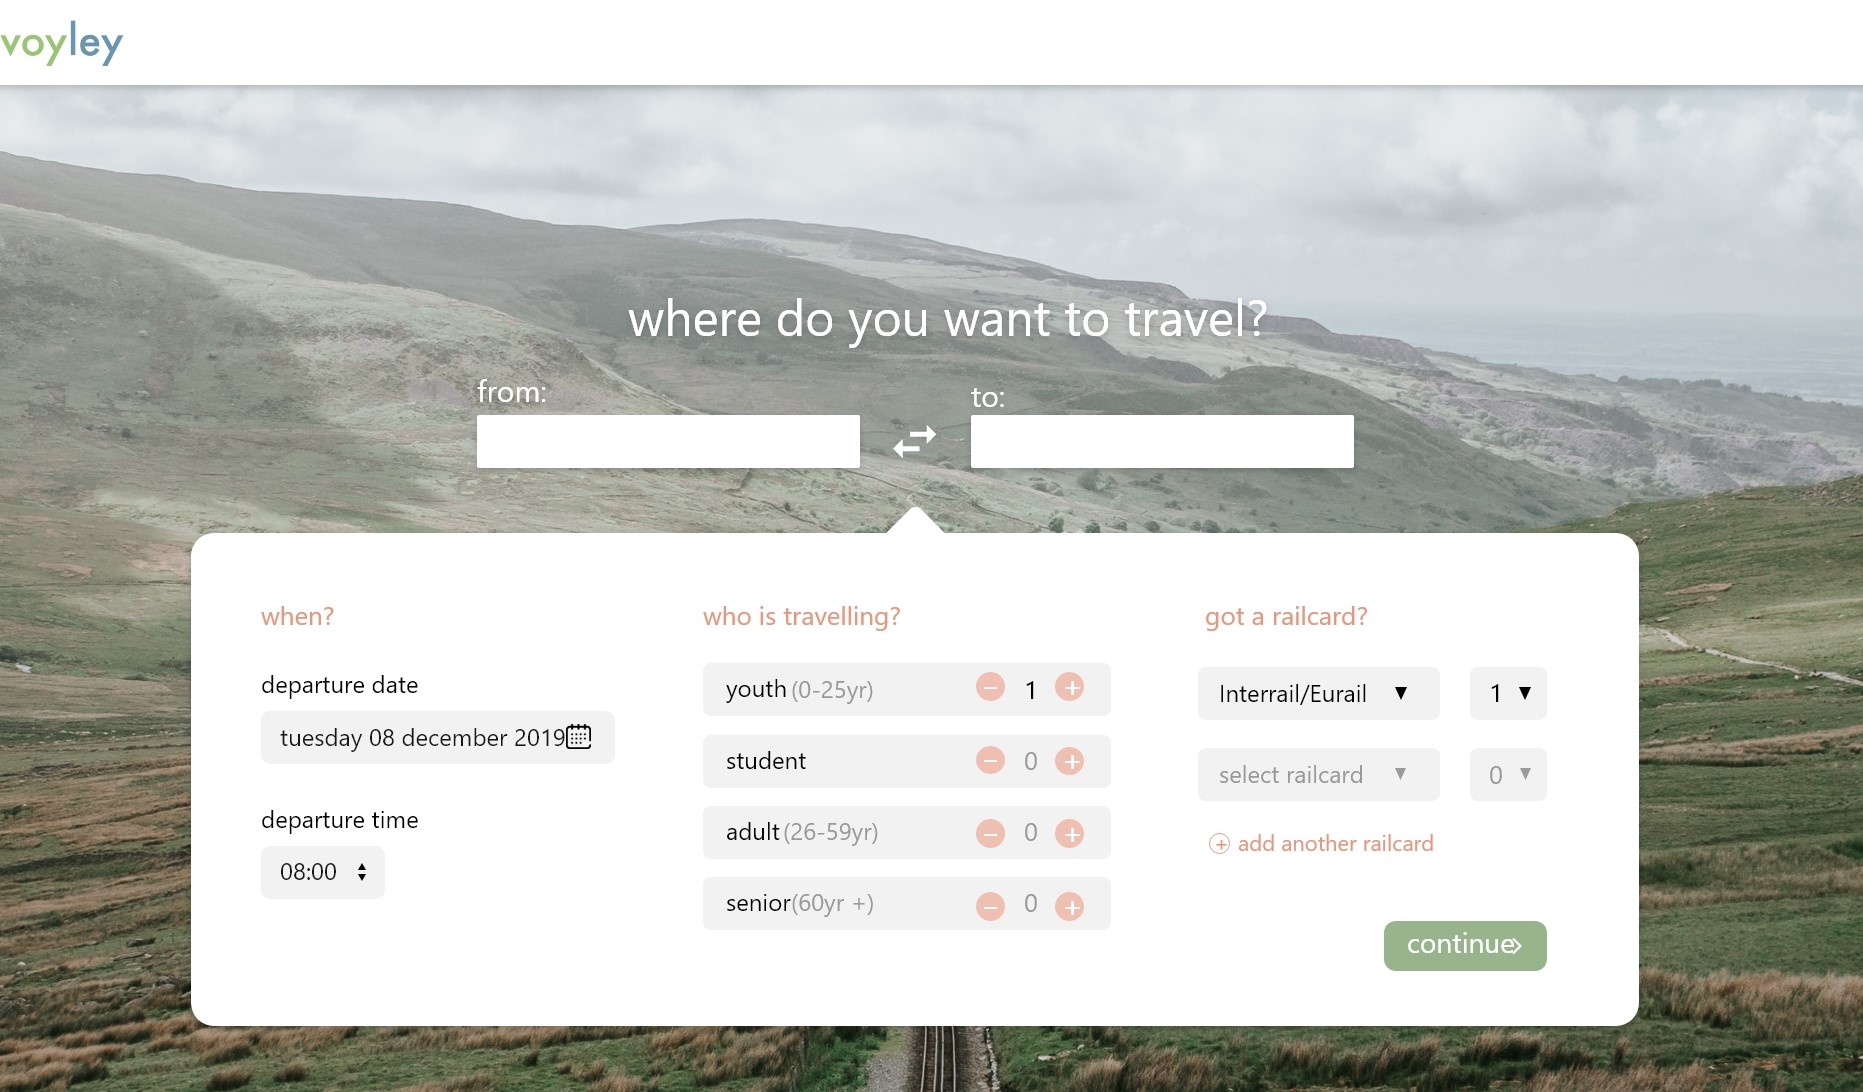 voyley
where do you want to travel?
from:
to:
when?
departure date
tuesday 08 december 2019
departure time
08:00
who is travelling?
youth (0-25yr) − 1 +
student − 0 +
adult (26-59yr) − 0 +
senior (60yr +) − 0 +
got a railcard?
Interrail/Eurail ▼ 1 ▼
select railcard ▼ 0 ▼
+ add another railcard
continue